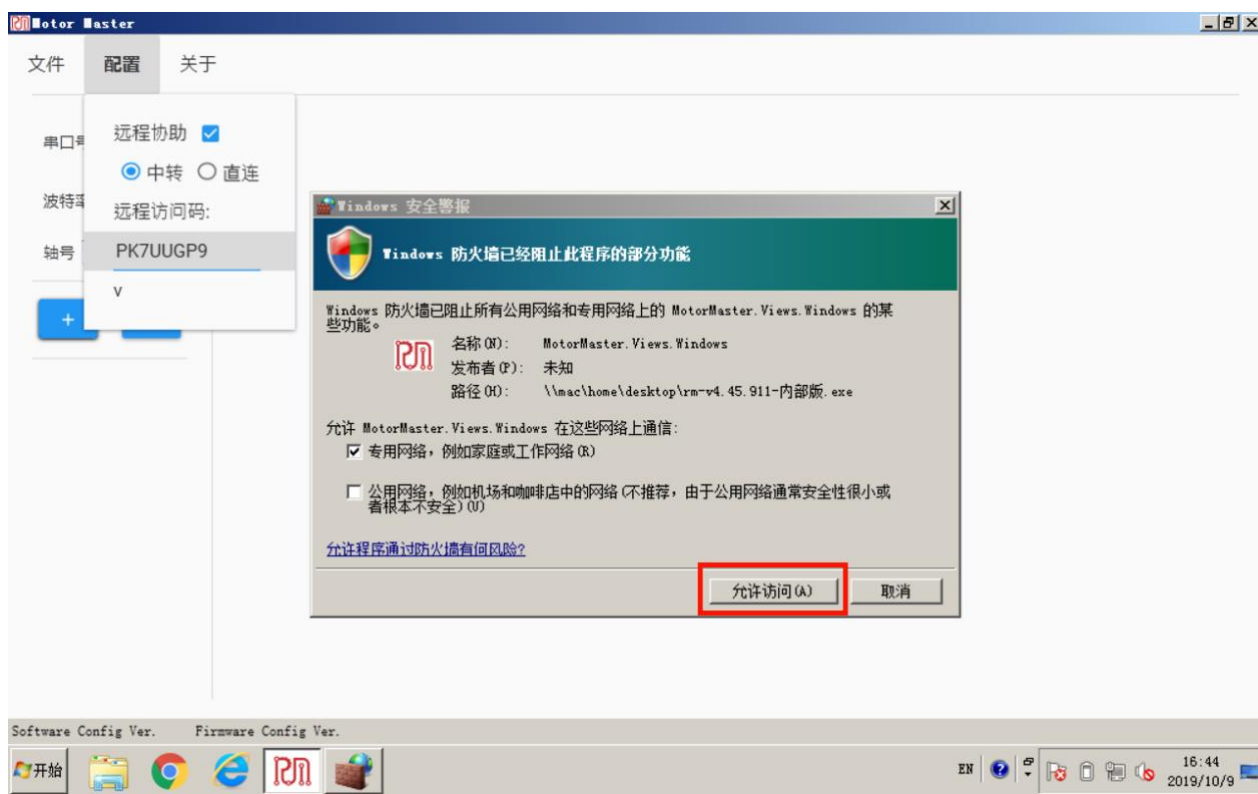 Motor Master
文件 配置 关于
串口号
远程协助
中转 直连
波特率
远程访问码:
轴号
PK7UUGP9
v
+
Windows 安全警报
Windows 防火墙已经阻止此程序的部分功能
Windows 防火墙已阻止所有公用网络和专用网络上的 MotorMaster.Views.Windows 的某
些功能。
名称(N): MotorMaster.Views.Windows
发布者(P): 未知
路径(H): \\mac\home\desktop\rm-v4.45.911-内部版.exe
允许 MotorMaster.Views.Windows 在这些网络上通信:
专用网络，例如家庭或工作网络(R)
公用网络，例如机场和咖啡店中的网络(不推荐，由于公用网络通常安全性很小或
者根本不安全)(U)
允许程序通过防火墙有何风险?
允许访问(A) 取消
Software Config Ver. Firmware Config Ver.
开始
EN
16:44
2019/10/9